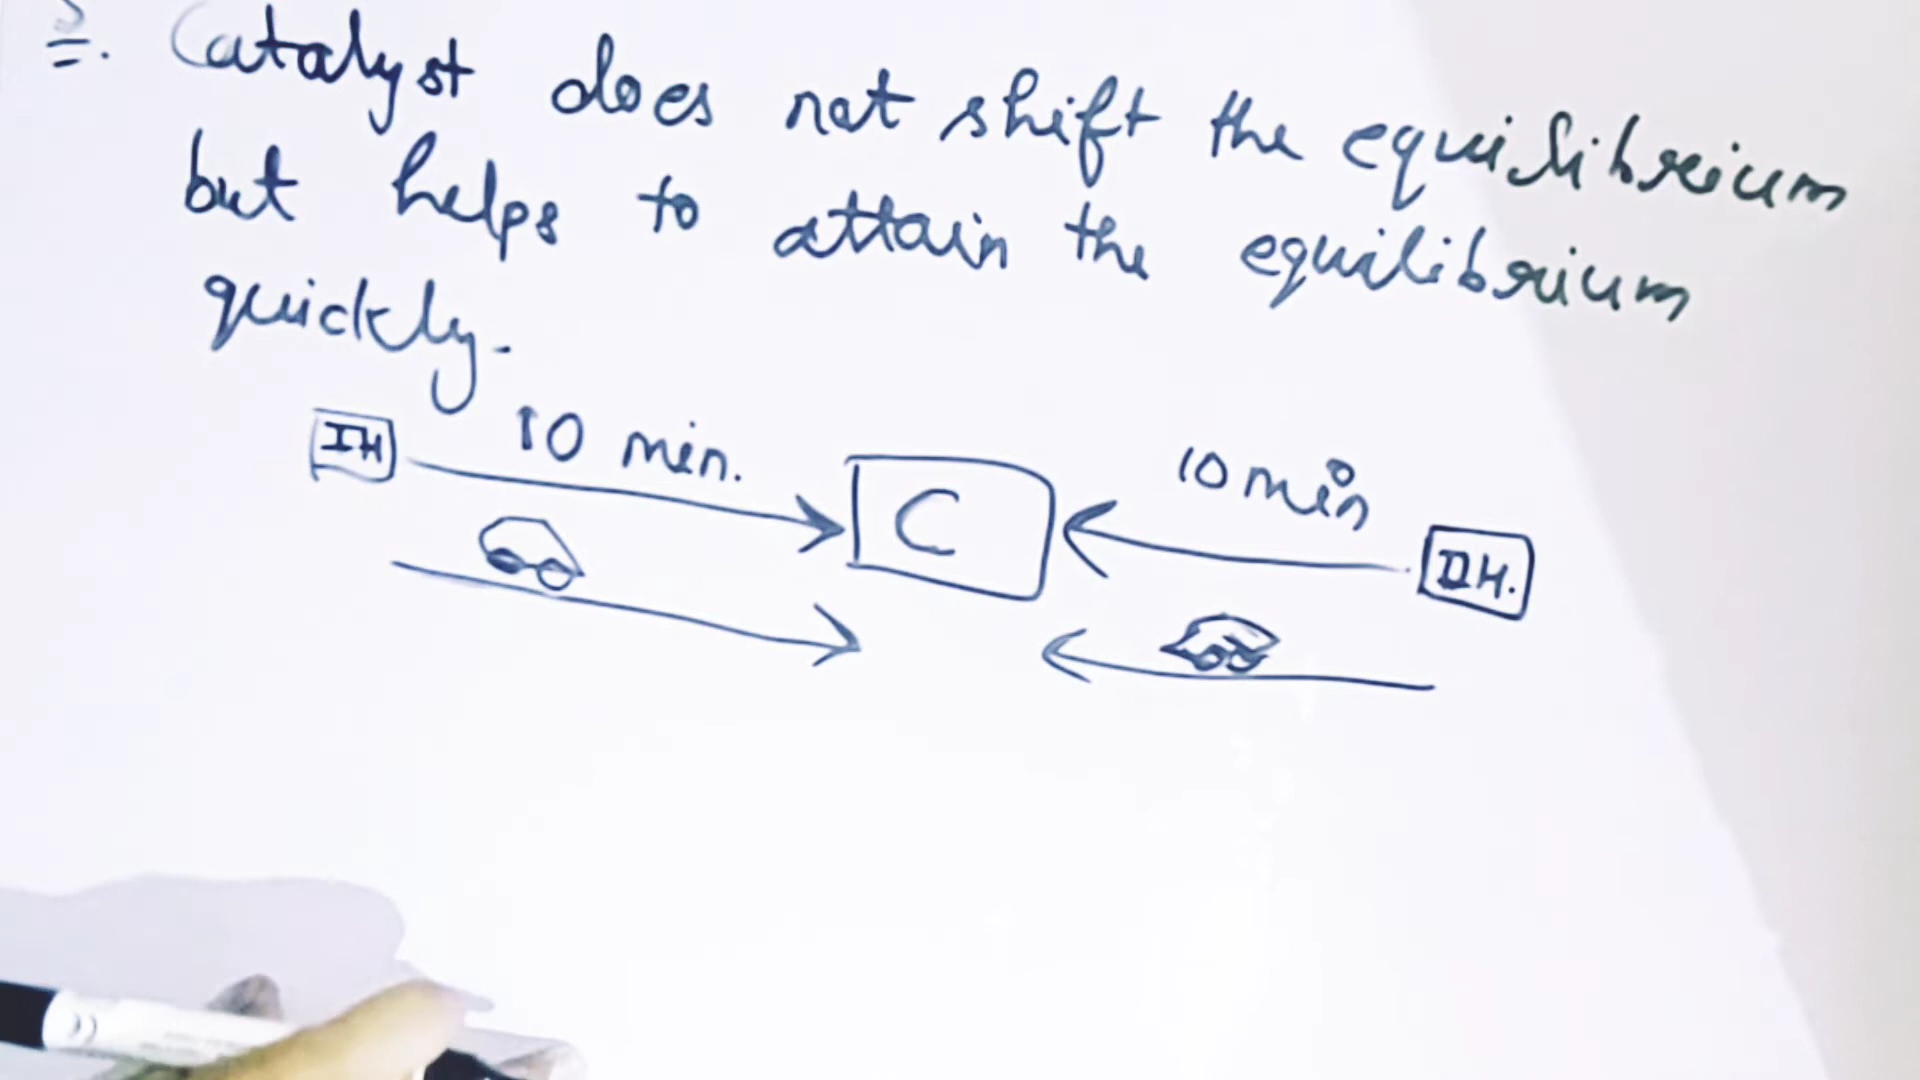 Catalyst does not shift the equilibrium
but helps to attain the equilibrium
quickly.
IH 10 min. C 10 min IIH.